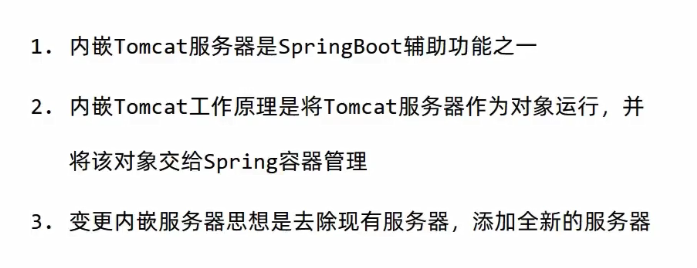 1. 内嵌Tomcat服务器是SpringBoot辅助功能之一
2. 内嵌Tomcat工作原理是将Tomcat服务器作为对象运行，并
将该对象交给Spring容器管理
3. 变更内嵌服务器思想是去除现有服务器，添加全新的服务器